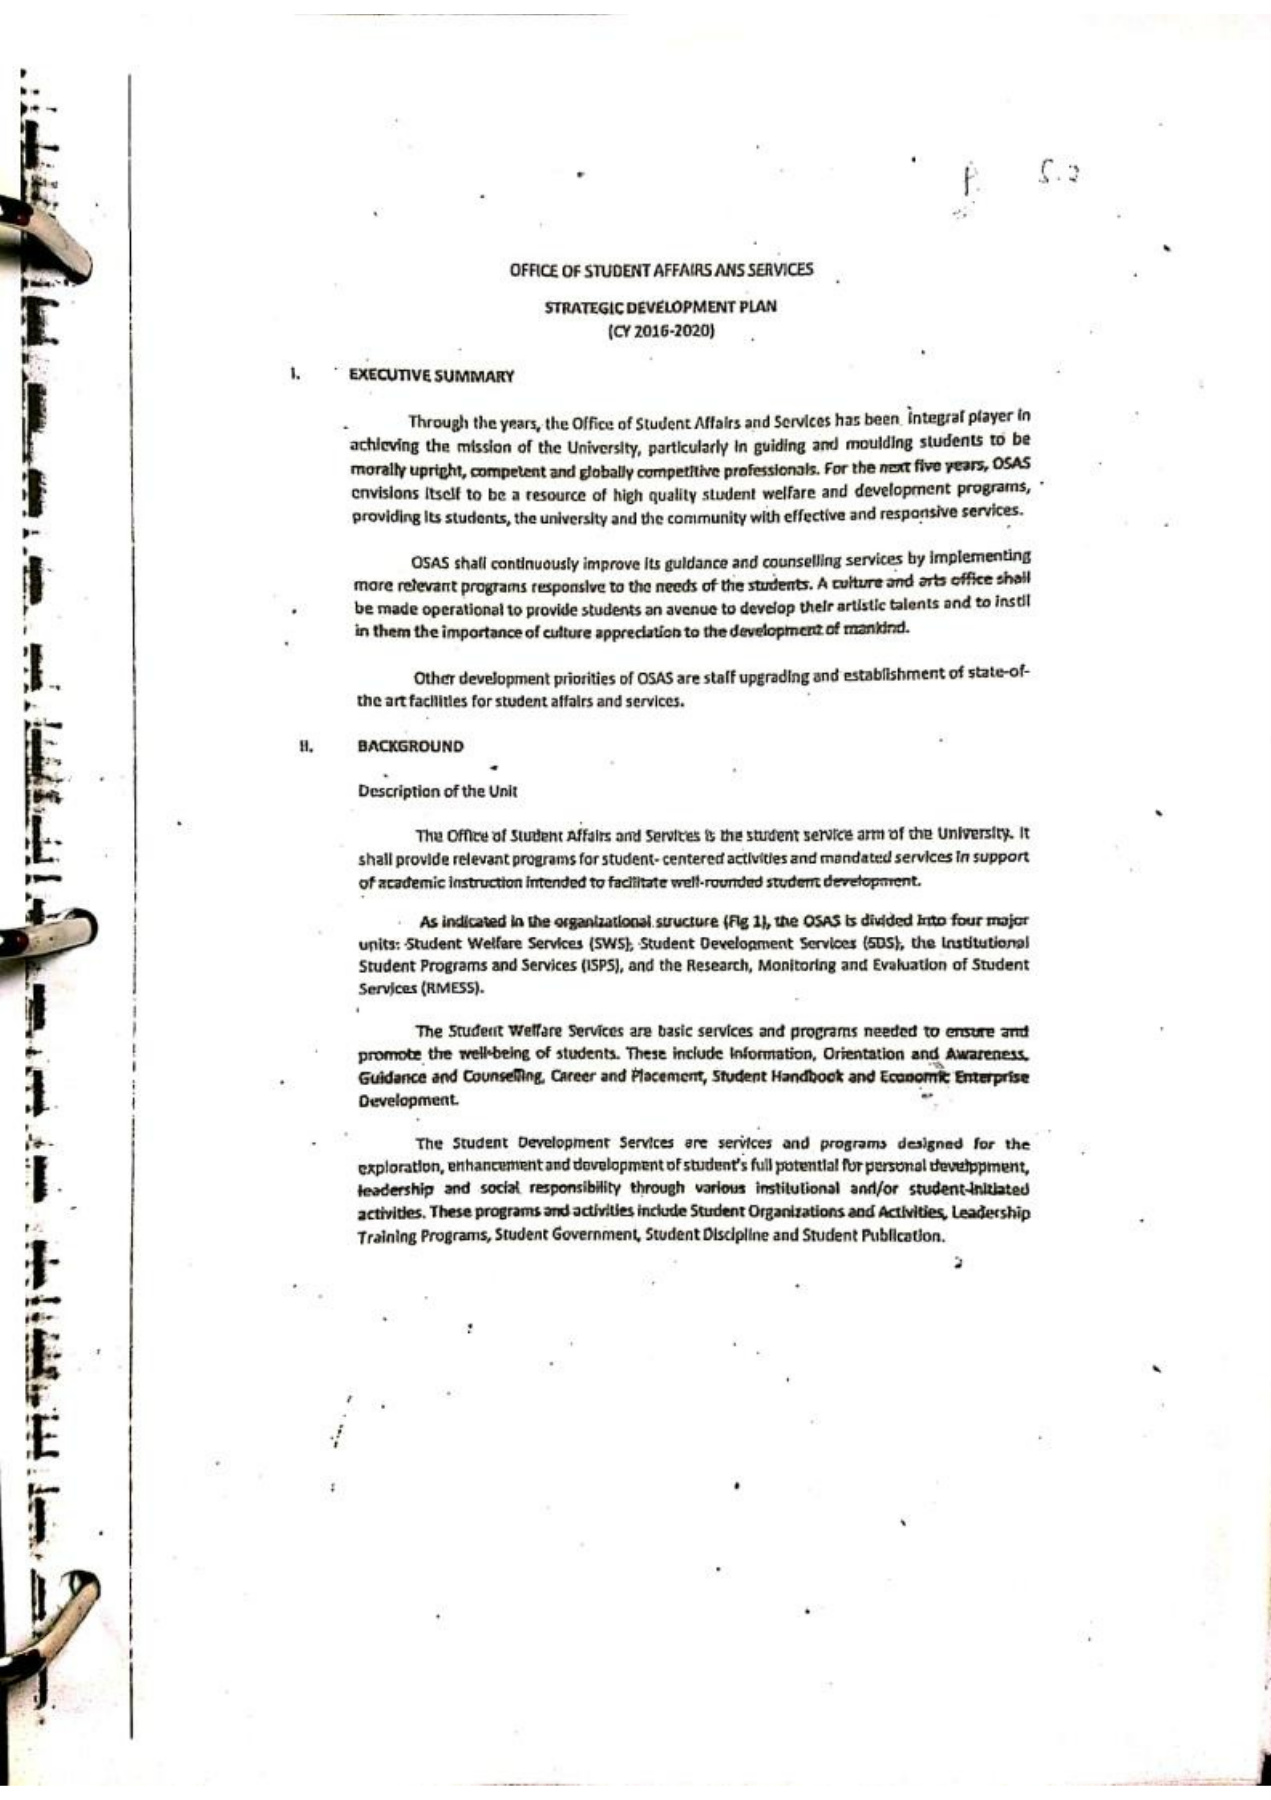 p. 5.2
OFFICE OF STUDENT AFFAIRS ANS SERVICES
STRATEGIC DEVELOPMENT PLAN
(CY 2016-2020)
I. EXECUTIVE SUMMARY
Through the years, the Office of Student Affairs and Services has been integral player in
achieving the mission of the University, particularly in guiding and moulding students to be
morally upright, competent and globally competitive professionals. For the next five years, OSAS
envisions itself to be a resource of high quality student welfare and development programs,
providing its students, the university and the community with effective and responsive services.
OSAS shall continuously improve its guidance and counselling services by implementing
more relevant programs responsive to the needs of the students. A culture and arts office shall
be made operational to provide students an avenue to develop their artistic talents and to instil
in them the importance of culture appreciation to the development of mankind.
Other development priorities of OSAS are staff upgrading and establishment of state-of-
the art facilities for student affairs and services.
II. BACKGROUND
Description of the Unit
The Office of Student Affairs and Services is the student service arm of the University. It
shall provide relevant programs for student- centered activities and mandated services in support
of academic instruction intended to facilitate well-rounded student development.
As indicated in the organizational structure (Fig 1), the OSAS is divided into four major
units: Student Welfare Services (SWS); Student Development Services (SDS), the Institutional
Student Programs and Services (ISPS), and the Research, Monitoring and Evaluation of Student
Services (RMESS).
The Student Welfare Services are basic services and programs needed to ensure and
promote the well-being of students. These include Information, Orientation and Awareness,
Guidance and Counselling, Career and Placement, Student Handbook and Economic Enterprise
Development.
The Student Development Services are services and programs designed for the
exploration, enhancement and development of student's full potential for personal development,
leadership and social responsibility through various institutional and/or student-initiated
activities. These programs and activities include Student Organizations and Activities, Leadership
Training Programs, Student Government, Student Discipline and Student Publication.